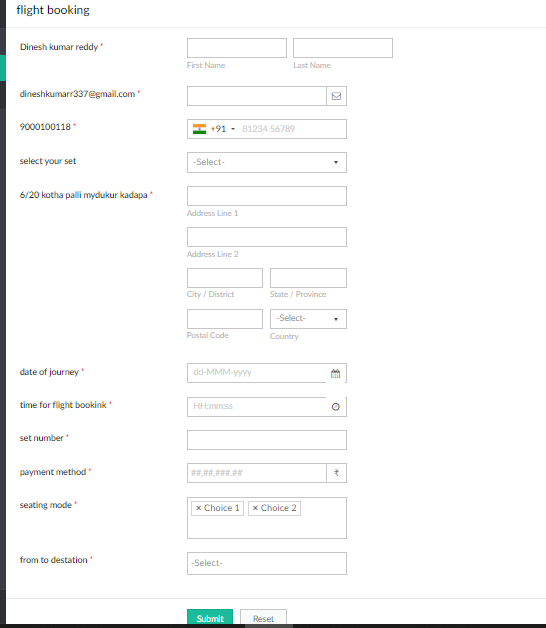 flight booking
Dinesh kumar reddy *
First Name Last Name
dineshkumarr337@gmail.com *
9000100118 * +91 81234 56789
select your set -Select-
6/20 kotha palli mydukur kadapa *
Address Line 1
Address Line 2
City / District State / Province
-Select-
Postal Code Country
date of journey * dd-MMM-yyyy
time for flight bookink * HH:mm:ss
set number *
payment method * ##,##,###.## ₹
seating mode * × Choice 1 × Choice 2
from to destation * -Select-
Submit Reset